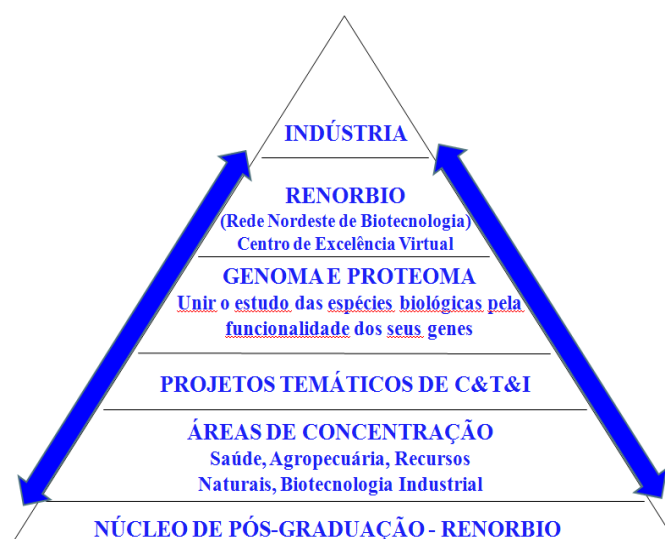 INDÚSTRIA
RENORBIO
(Rede Nordeste de Biotecnologia)
Centro de Excelência Virtual
GENOMA E PROTEOMA
Unir o estudo das espécies biológicas pela
funcionalidade dos seus genes
PROJETOS TEMÁTICOS DE C&T&I
ÁREAS DE CONCENTRAÇÃO
Saúde, Agropecuária, Recursos
Naturais, Biotecnologia Industrial
NÚCLEO DE PÓS-GRADUAÇÃO - RENORBIO